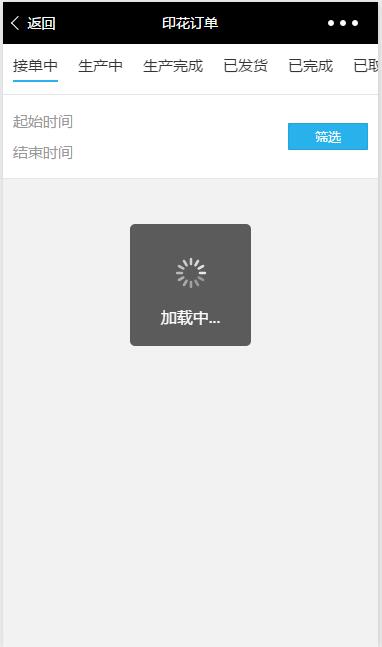 返回 印花订单
接单中 生产中 生产完成 已发货 已完成 已取
起始时间
筛选
结束时间
加载中...